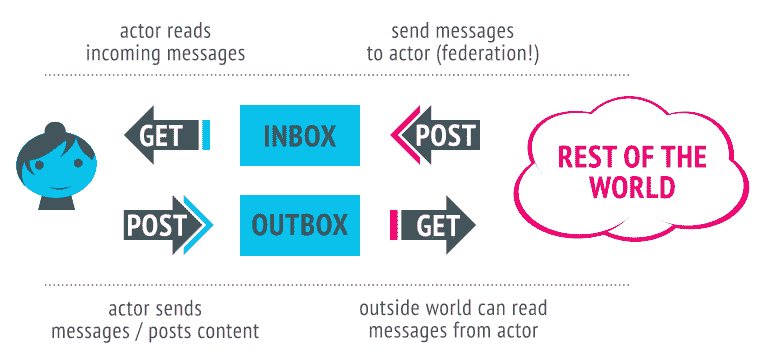 actor reads
incoming messages
send messages
to actor (federation!)
GET
INBOX
POST
REST OF THE
WORLD
POST
OUTBOX
GET
actor sends
messages / posts content
outside world can read
messages from actor